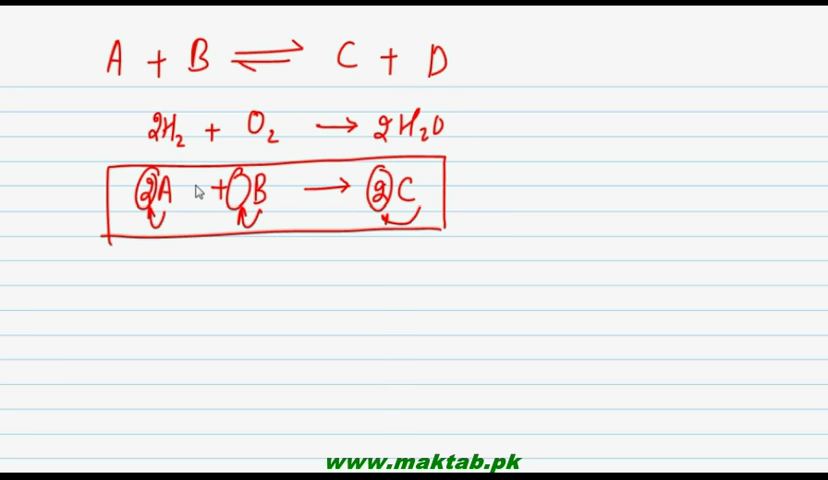 A + B ⇌ C + D
2H₂ + O₂ → 2H₂O
2A + B → 2C
www.maktab.pk